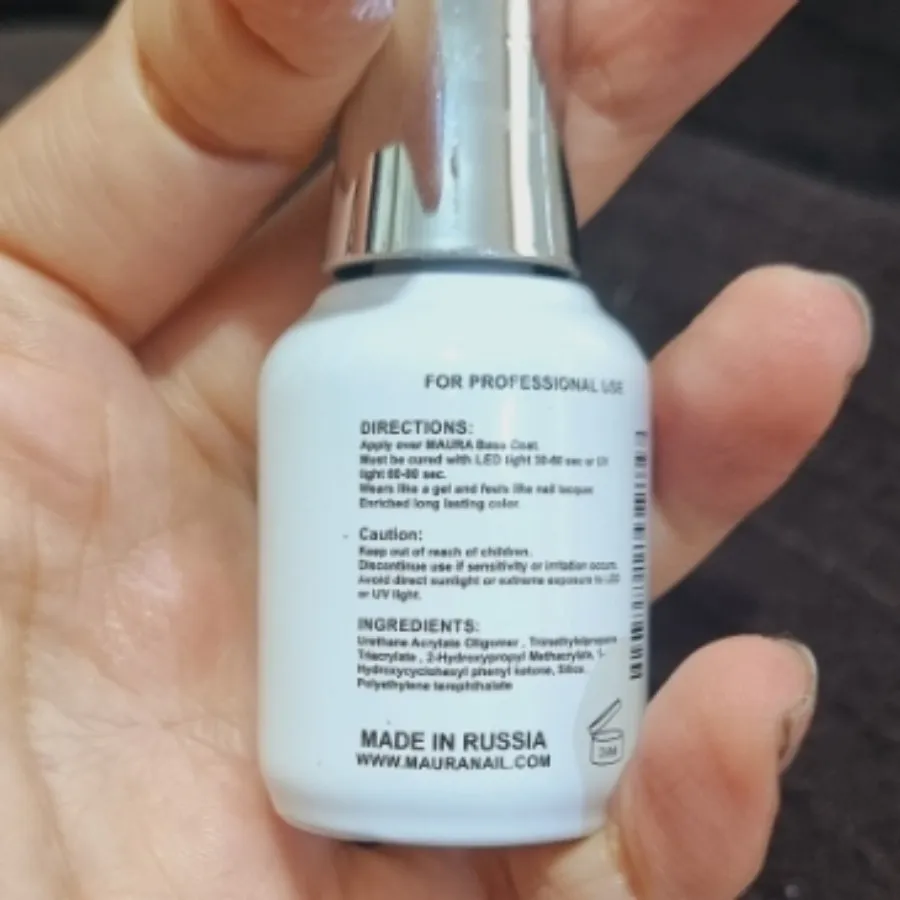 FOR PROFESSIONAL USE
DIRECTIONS:
Apply over MAURA Base Coat.
Must be cured with LED light 30-60 sec or UV
light 60-90 sec.
Wears like a gel and feels like nail lacquer
Enriched long lasting color.
Caution:
Keep out of reach of children.
Discontinue use if sensitivity or irritation occurs.
Avoid direct sunlight or extreme exposure to LED
or UV light.
INGREDIENTS:
Urethane Acrylate Oligomer , Trimethylolpropane
Triacrylate , 2-Hydroxypropyl Methacrylate, 1-
Hydroxycyclohexyl phenyl ketone, Silica,
Polyethylene terephthalate
MADE IN RUSSIA
WWW.MAURANAIL.COM
24M